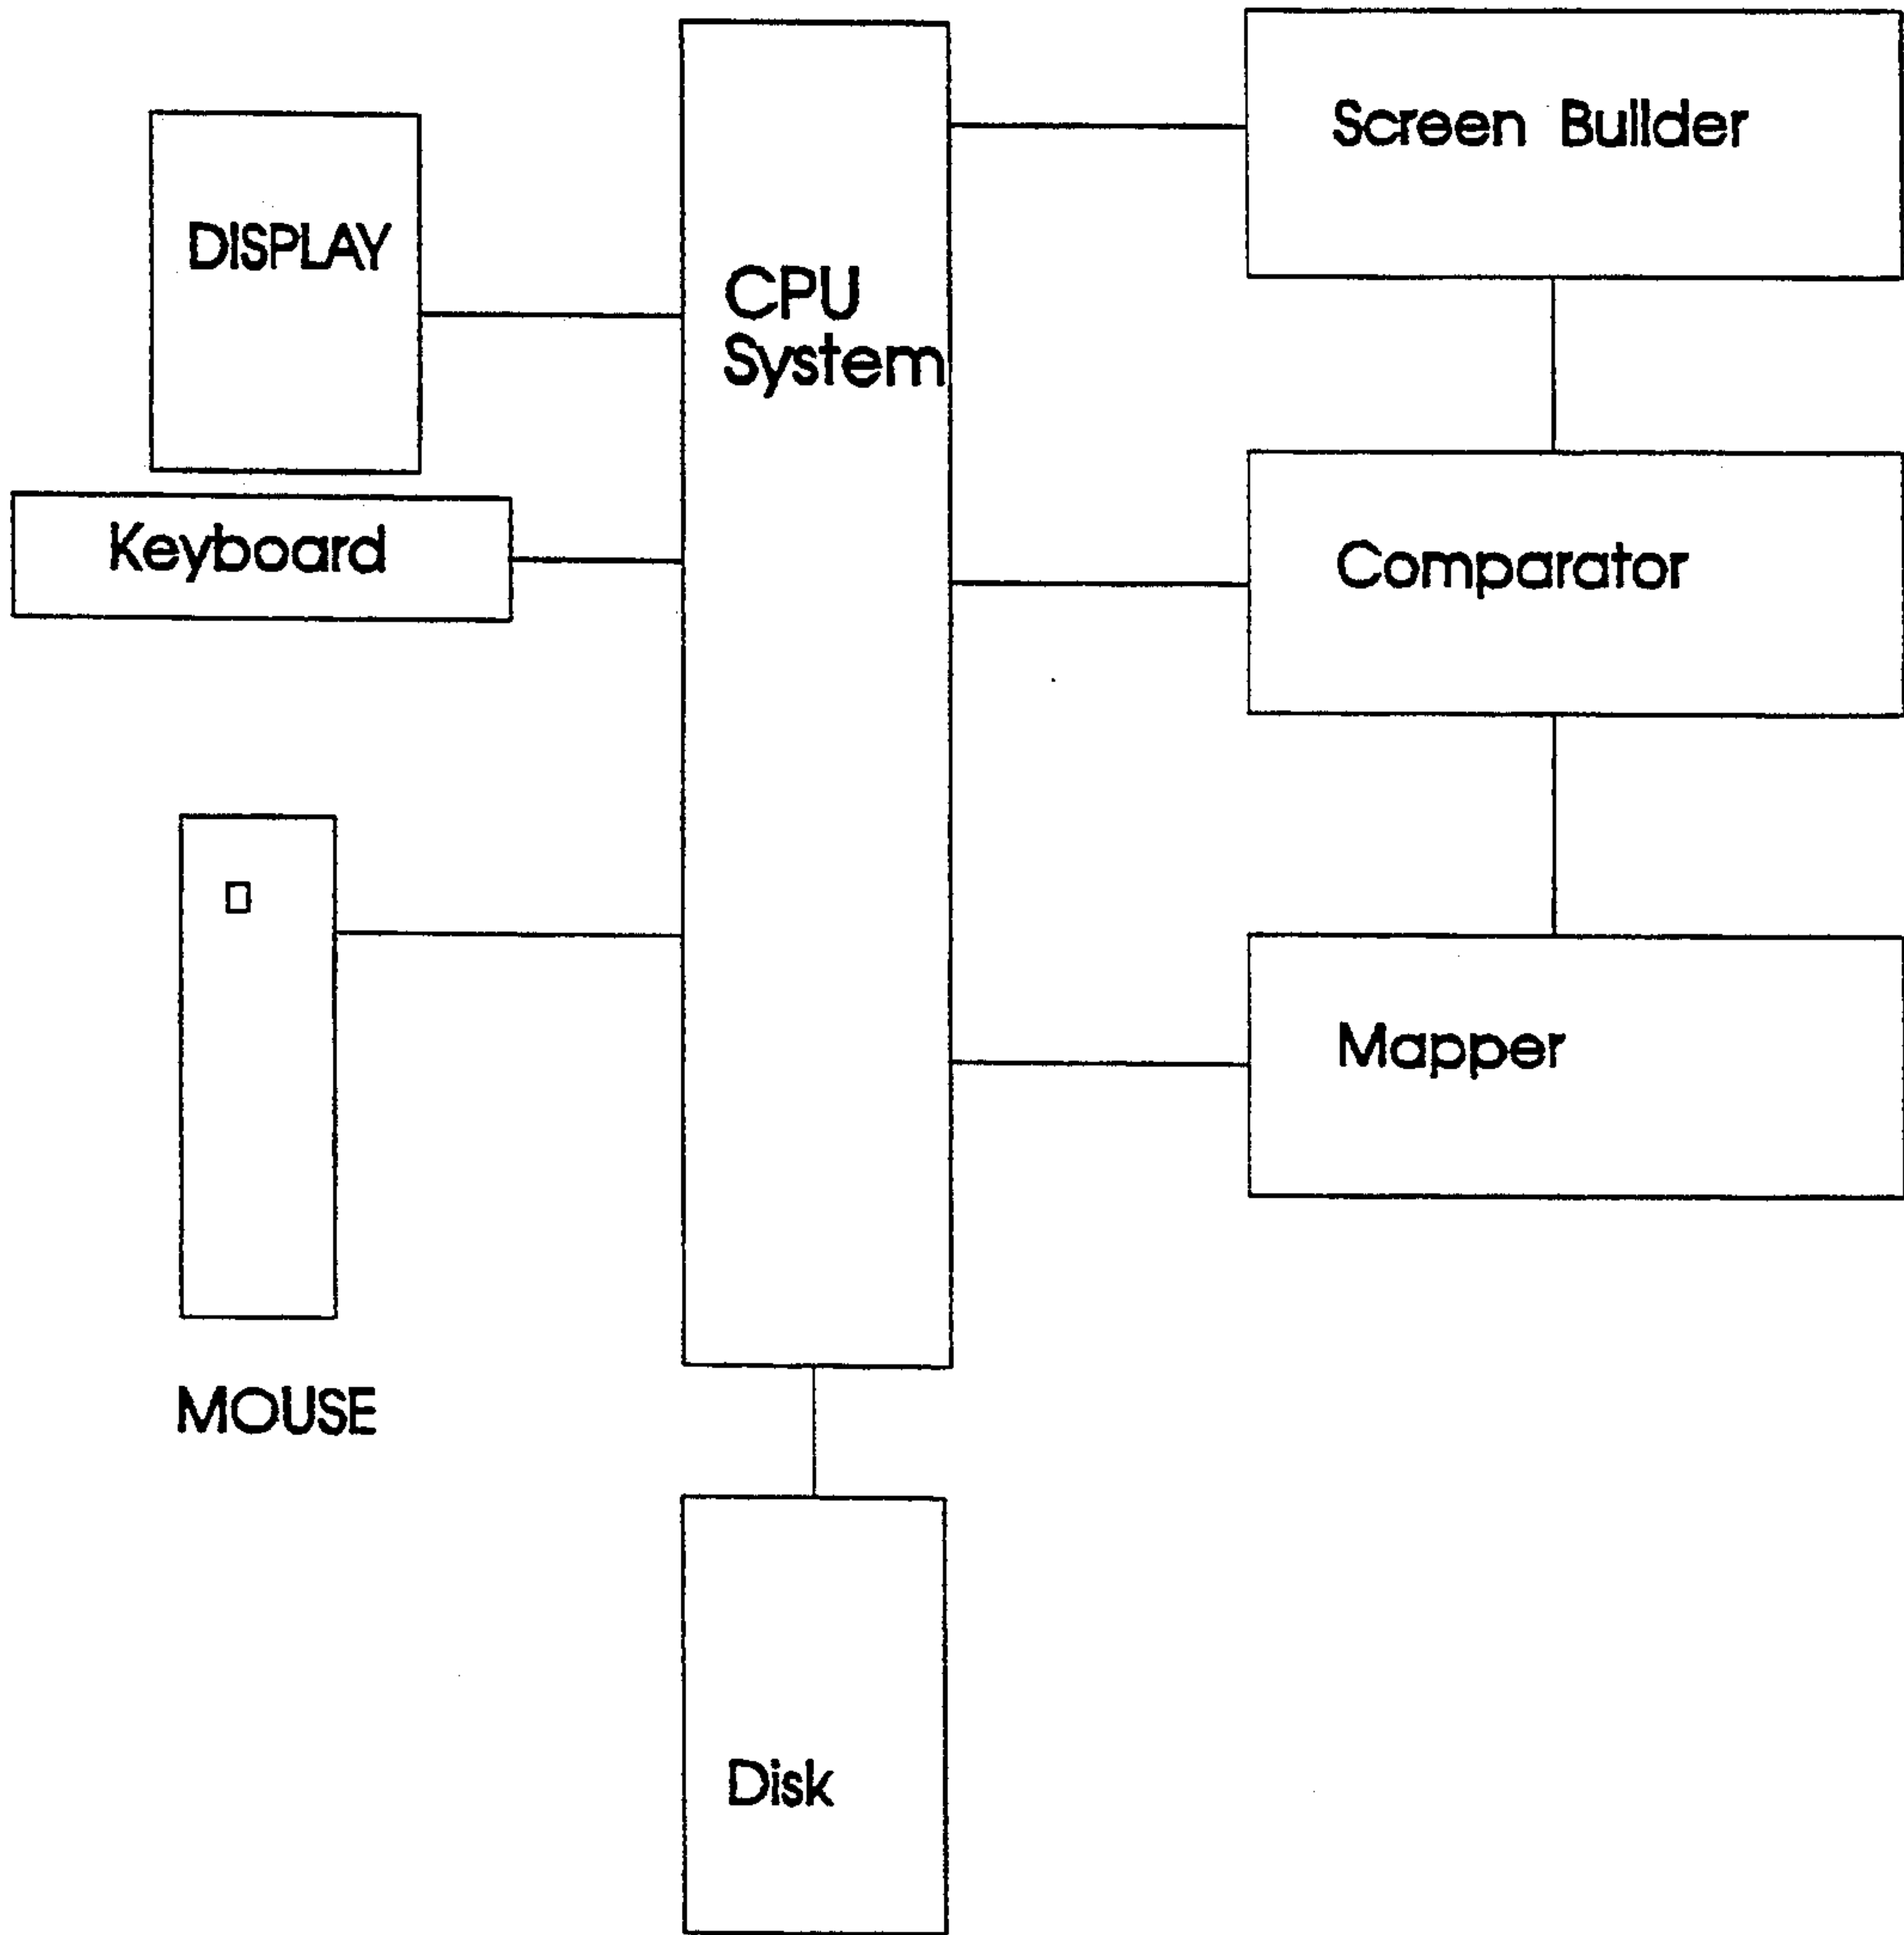 Screen Builder
DISPLAY
CPU
System
Keyboard
Comparator
Mapper
MOUSE
Disk